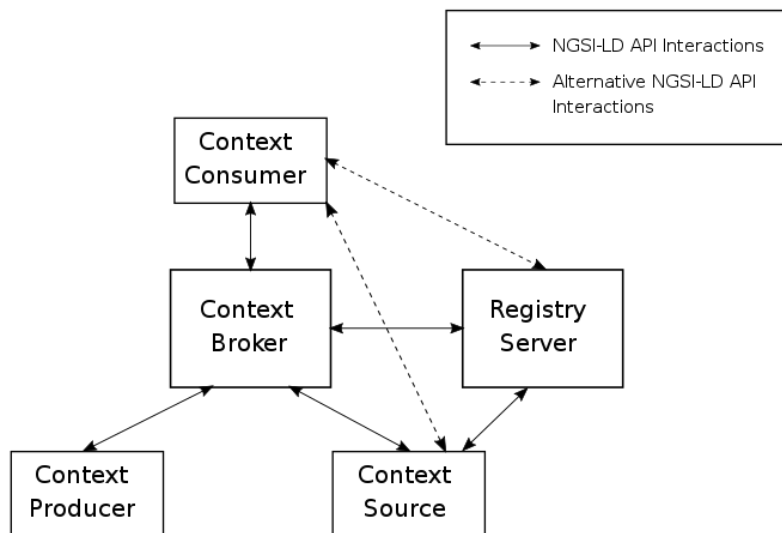 NGSI-LD API Interactions
Alternative NGSI-LD API
Interactions
Context
Consumer
Context
Broker
Registry
Server
Context
Producer
Context
Source